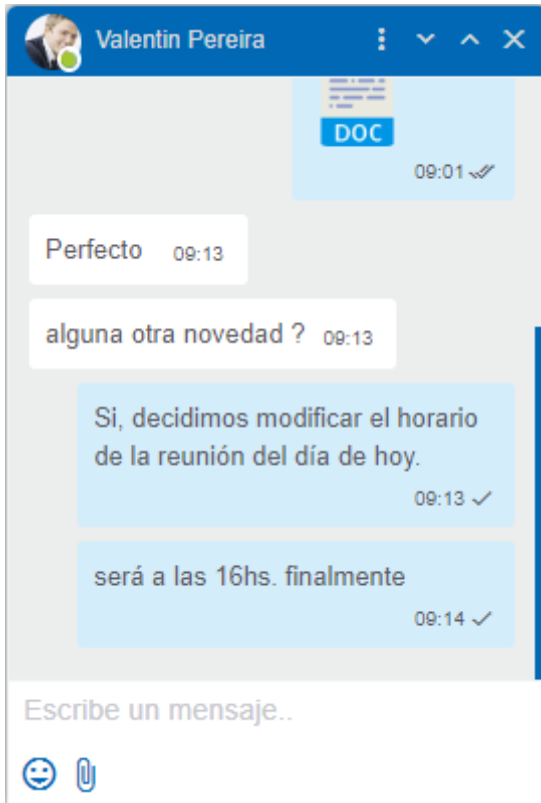 Valentin Pereira
DOC
09:01
Perfecto 09:13
alguna otra novedad ? 09:13
Si, decidimos modificar el horario
de la reunión del día de hoy.
09:13
será a las 16hs. finalmente
09:14
Escribe un mensaje..